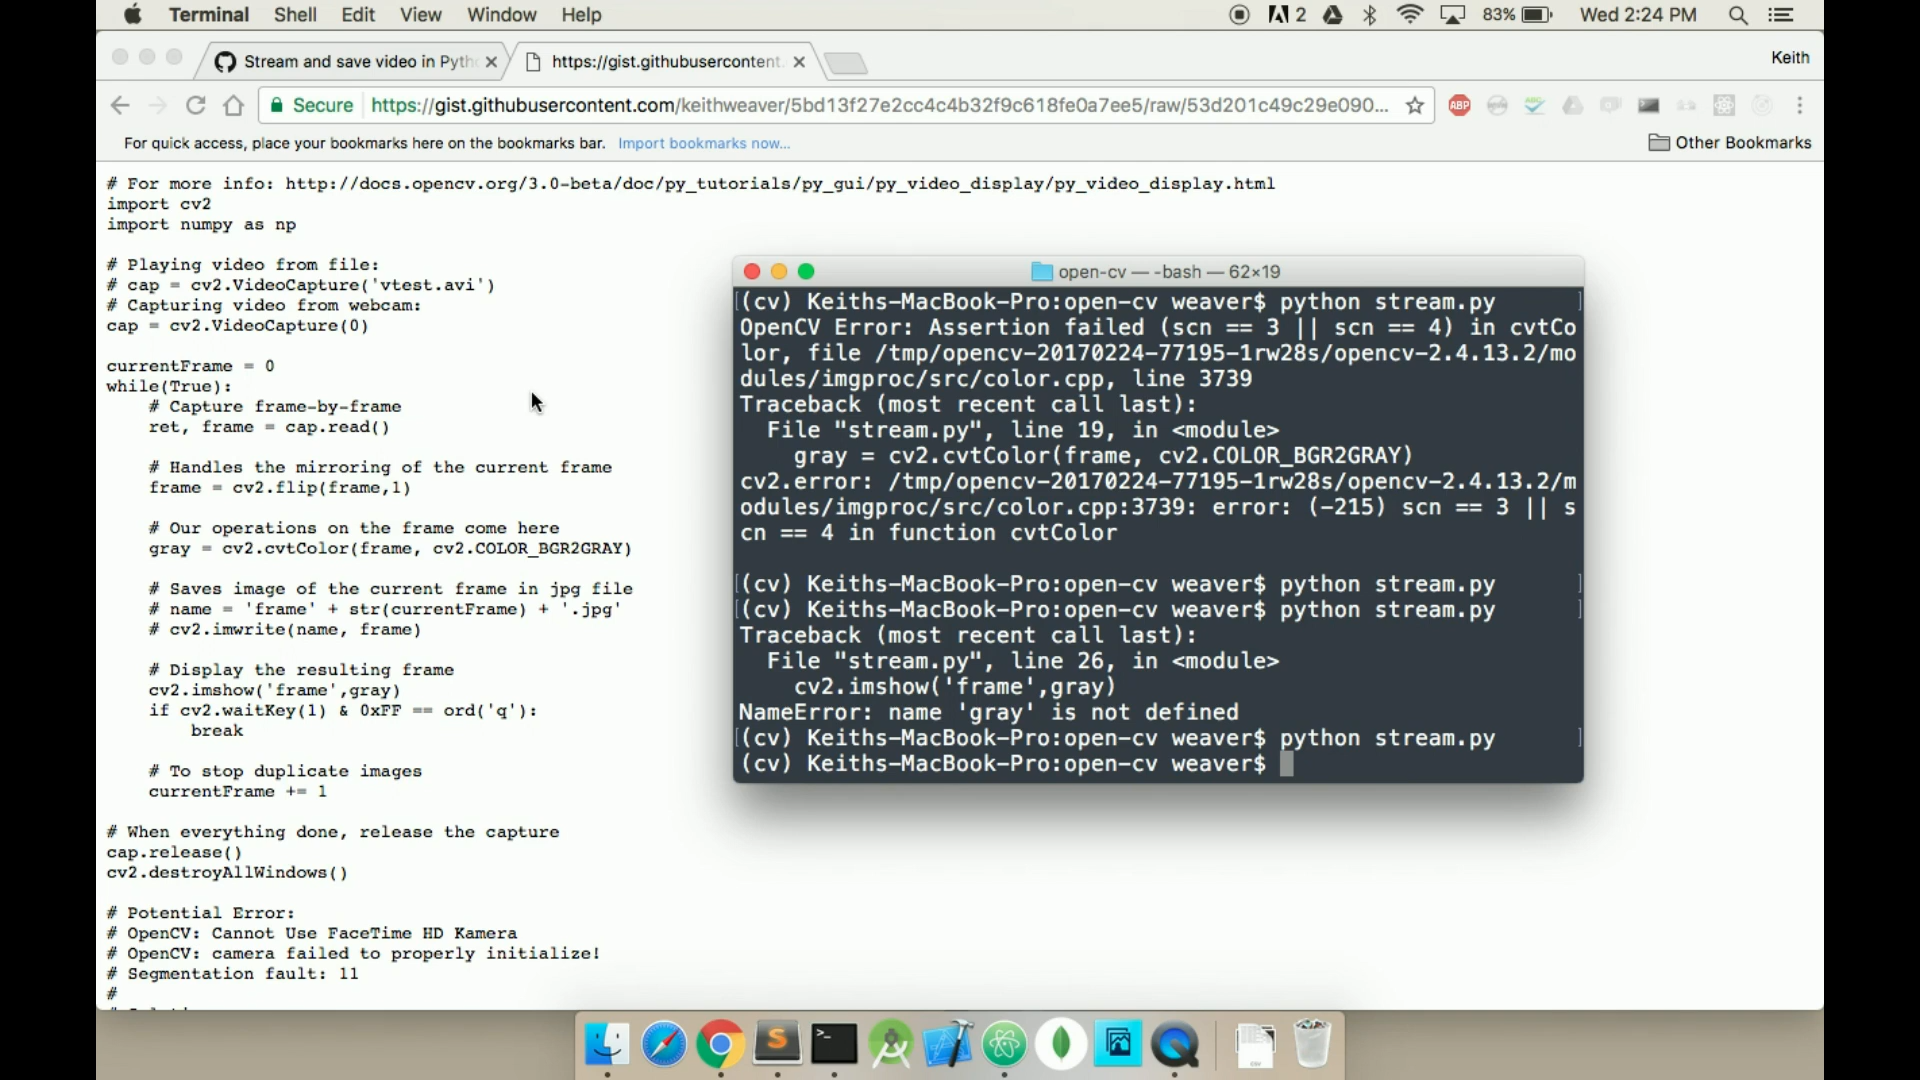 Terminal Shell Edit View Window Help 2 83% Wed 2:24 PM
Stream and save video in Pyth https://gist.githubusercontent. Keith
Secure https://gist.githubusercontent.com/keithweaver/5bd13f27e2cc4c4b32f9c618fe0a7ee5/raw/53d201c49c29e090... ABP
For quick access, place your bookmarks here on the bookmarks bar. Import bookmarks now... Other Bookmarks
# For more info: http://docs.opencv.org/3.0-beta/doc/py_tutorials/py_gui/py_video_display/py_video_display.html
import cv2
import numpy as np
# Playing video from file:
# cap = cv2.VideoCapture('vtest.avi')
# Capturing video from webcam:
cap = cv2.VideoCapture(0)
currentFrame = 0
while(True):
# Capture frame-by-frame
ret, frame = cap.read()
# Handles the mirroring of the current frame
frame = cv2.flip(frame,1)
# Our operations on the frame come here
gray = cv2.cvtColor(frame, cv2.COLOR_BGR2GRAY)
# Saves image of the current frame in jpg file
# name = 'frame' + str(currentFrame) + '.jpg'
# cv2.imwrite(name, frame)
# Display the resulting frame
cv2.imshow('frame',gray)
if cv2.waitKey(1) & 0xFF == ord('q'):
break
# To stop duplicate images
currentFrame += 1
# When everything done, release the capture
cap.release()
cv2.destroyAllWindows()
# Potential Error:
# OpenCV: Cannot Use FaceTime HD Kamera
# OpenCV: camera failed to properly initialize!
# Segmentation fault: 11
#
open-cv — -bash — 62×19
(cv) Keiths-MacBook-Pro:open-cv weaver$ python stream.py
OpenCV Error: Assertion failed (scn == 3 || scn == 4) in cvtCo
lor, file /tmp/opencv-20170224-77195-1rw28s/opencv-2.4.13.2/mo
dules/imgproc/src/color.cpp, line 3739
Traceback (most recent call last):
File "stream.py", line 19, in <module>
gray = cv2.cvtColor(frame, cv2.COLOR_BGR2GRAY)
cv2.error: /tmp/opencv-20170224-77195-1rw28s/opencv-2.4.13.2/m
odules/imgproc/src/color.cpp:3739: error: (-215) scn == 3 || s
cn == 4 in function cvtColor
(cv) Keiths-MacBook-Pro:open-cv weaver$ python stream.py
(cv) Keiths-MacBook-Pro:open-cv weaver$ python stream.py
Traceback (most recent call last):
File "stream.py", line 26, in <module>
cv2.imshow('frame',gray)
NameError: name 'gray' is not defined
(cv) Keiths-MacBook-Pro:open-cv weaver$ python stream.py
(cv) Keiths-MacBook-Pro:open-cv weaver$